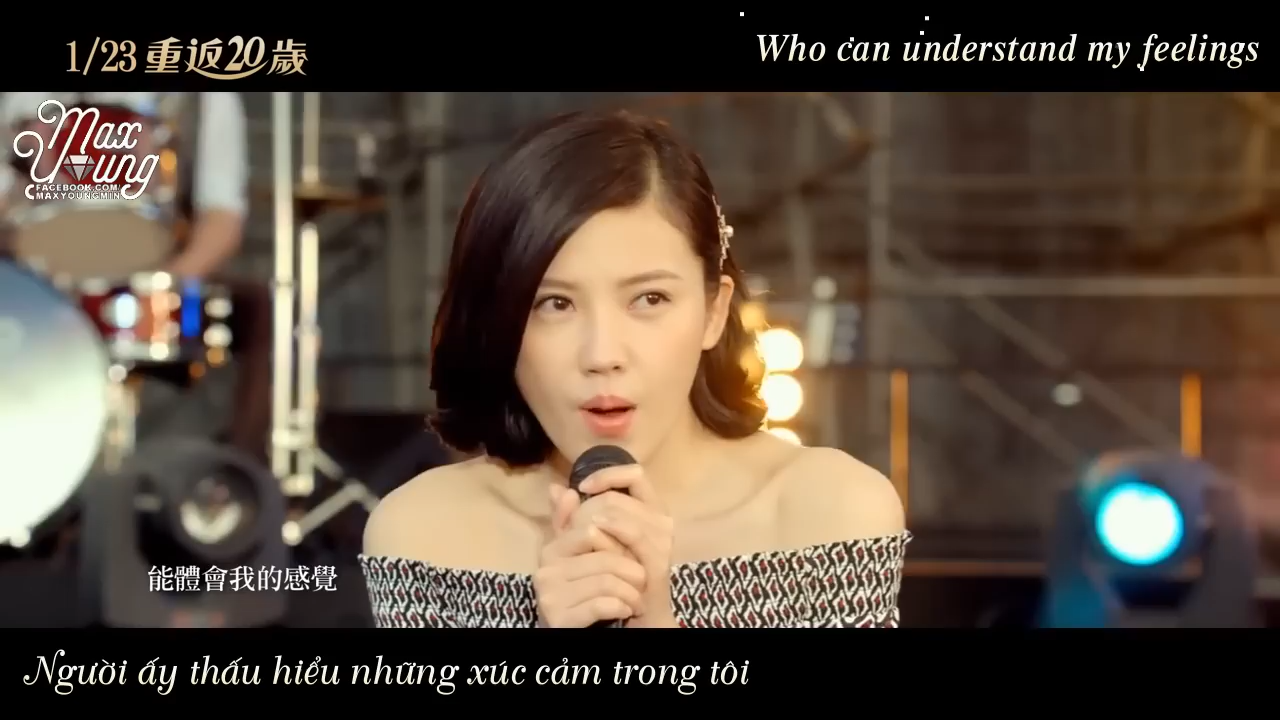 1/23 重返20歲
Who can understand my feelings
Max
Young
FACEBOOK.COM/
MAXYOUNGMIN
能體會我的感覺
Người ấy thấu hiểu những xúc cảm trong tôi